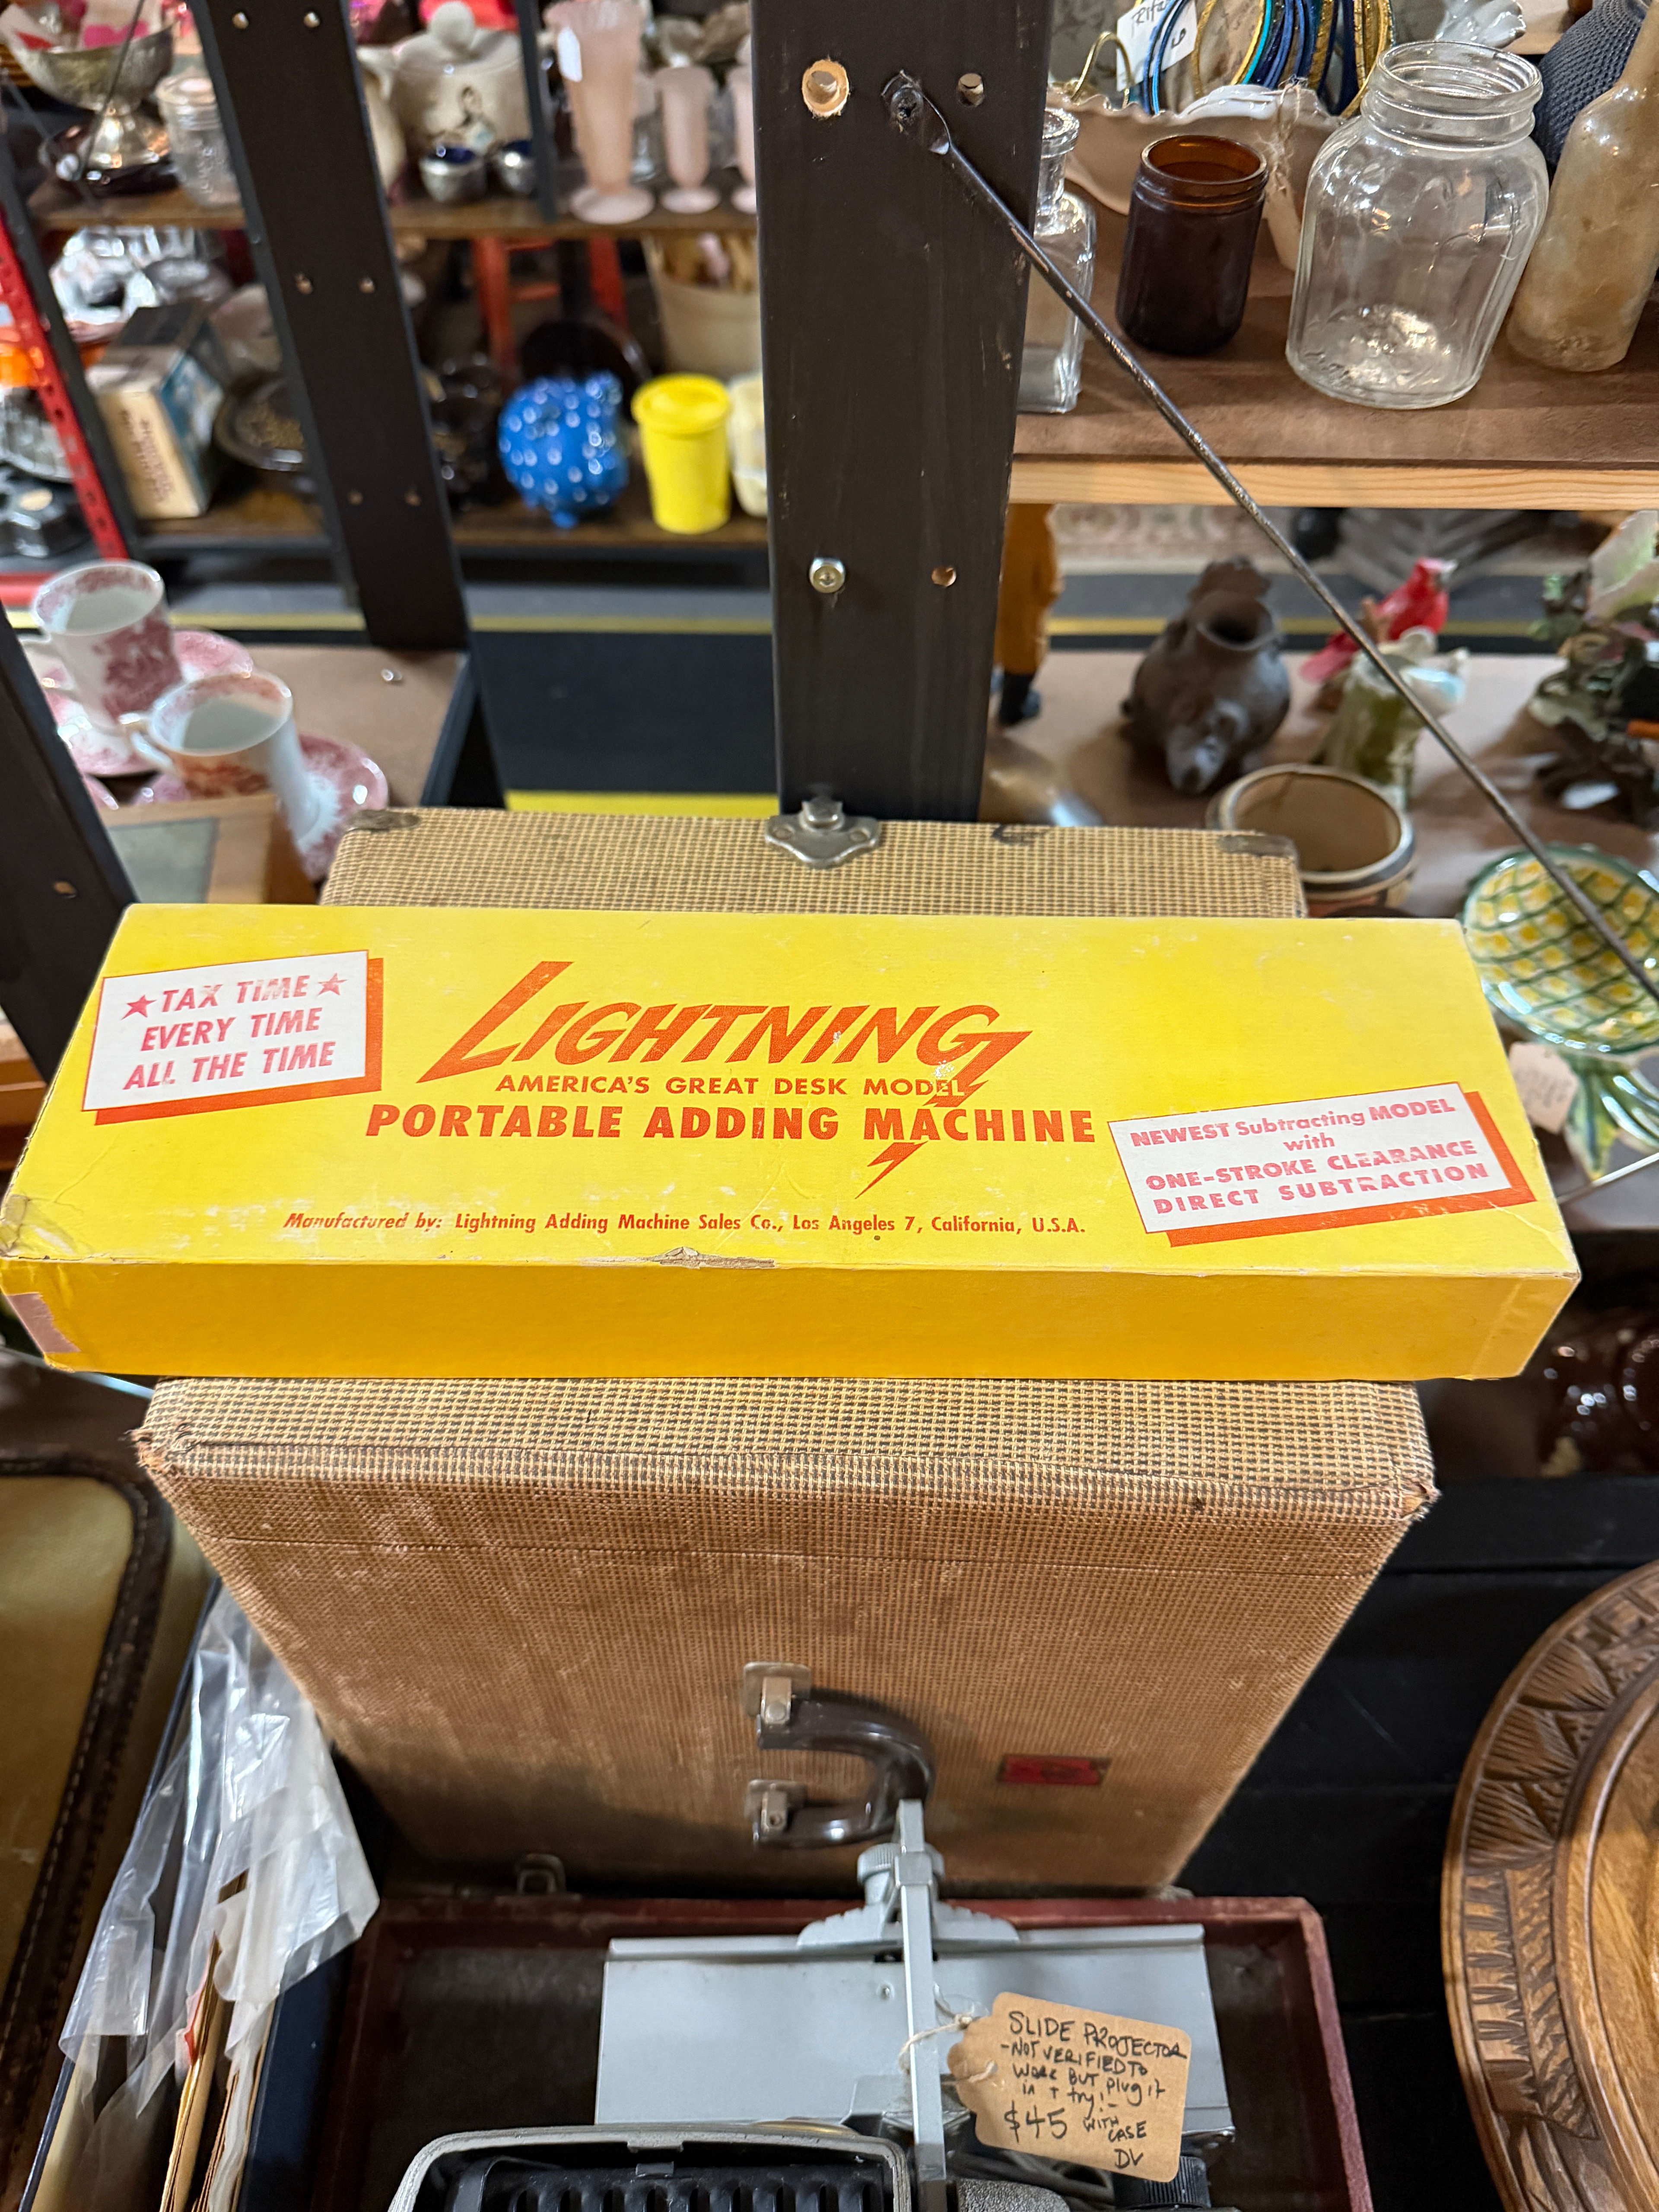 ★ TAX TIME ★
EVERY TIME
ALL THE TIME
LIGHTNING
AMERICA'S GREAT DESK MODEL
PORTABLE ADDING MACHINE
NEWEST Subtracting MODEL
with
ONE-STROKE CLEARANCE
DIRECT SUBTRACTION
Manufactured by: Lightning Adding Machine Sales Co., Los Angeles 7, California, U.S.A.
SLIDE PROJECTOR
-NOT VERIFIED TO
WORK BUT Plug it
in + try!-
$45 WITH
CASE
DV